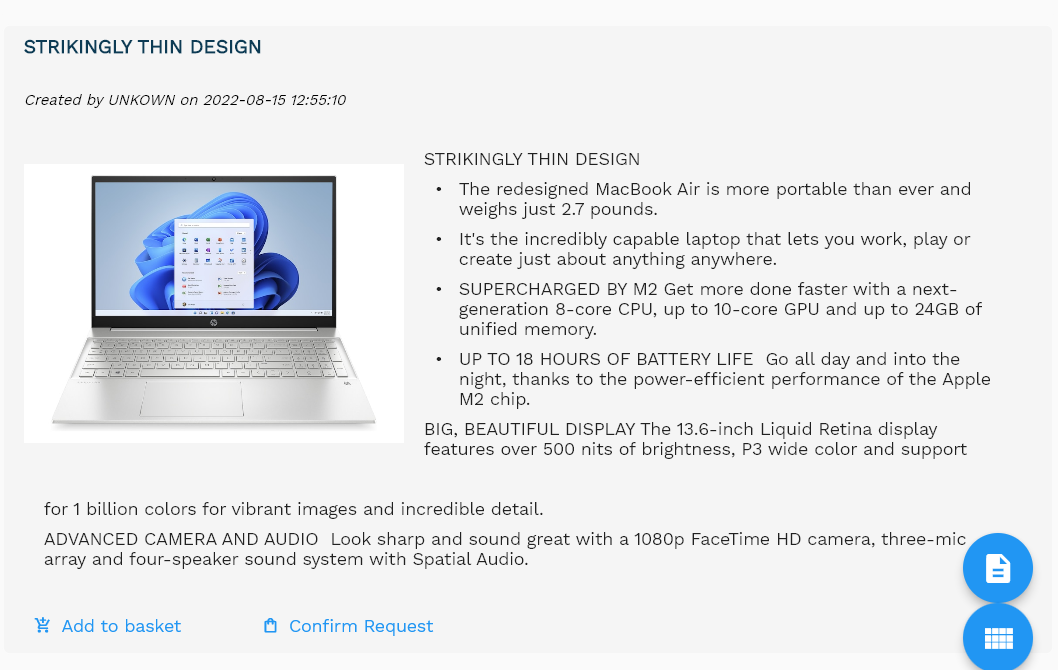 STRIKINGLY THIN DESIGN
Created by UNKOWN on 2022-08-15 12:55:10
STRIKINGLY THIN DESIGN
• The redesigned MacBook Air is more portable than ever and
weighs just 2.7 pounds.
• It's the incredibly capable laptop that lets you work, play or
create just about anything anywhere.
• SUPERCHARGED BY M2 Get more done faster with a next-
generation 8-core CPU, up to 10-core GPU and up to 24GB of
unified memory.
• UP TO 18 HOURS OF BATTERY LIFE  Go all day and into the
night, thanks to the power-efficient performance of the Apple
M2 chip.
BIG, BEAUTIFUL DISPLAY The 13.6-inch Liquid Retina display
features over 500 nits of brightness, P3 wide color and support
for 1 billion colors for vibrant images and incredible detail.
ADVANCED CAMERA AND AUDIO  Look sharp and sound great with a 1080p FaceTime HD camera, three-mic
array and four-speaker sound system with Spatial Audio.
Add to basket
Confirm Request